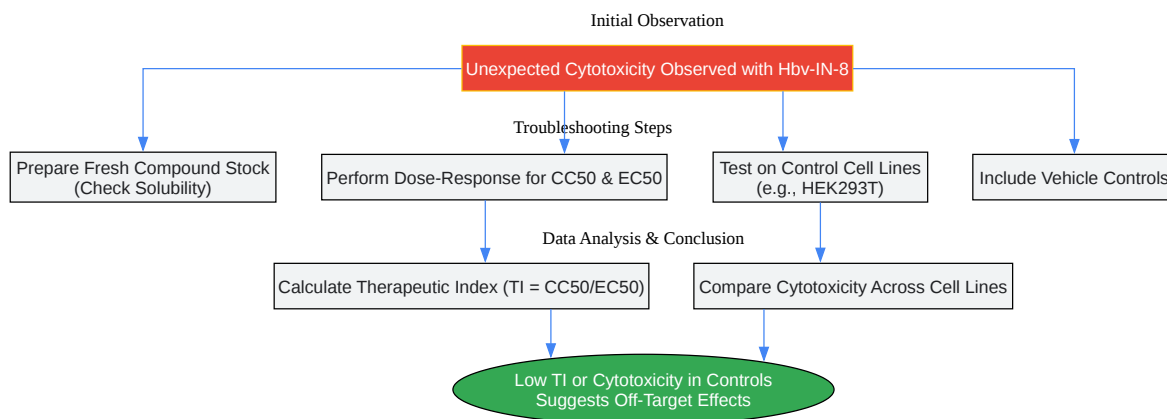 Initial Observation
Unexpected Cytotoxicity Observed with Hbv-IN-8
Troubleshooting Steps
Prepare Fresh Compound Stock
(Check Solubility)
Perform Dose-Response for CC50 & EC50
Test on Control Cell Lines
(e.g., HEK293T)
Include Vehicle Controls
Data Analysis & Conclusion
Calculate Therapeutic Index (TI = CC50/EC50)
Compare Cytotoxicity Across Cell Lines
Low TI or Cytotoxicity in Controls
Suggests Off-Target Effects